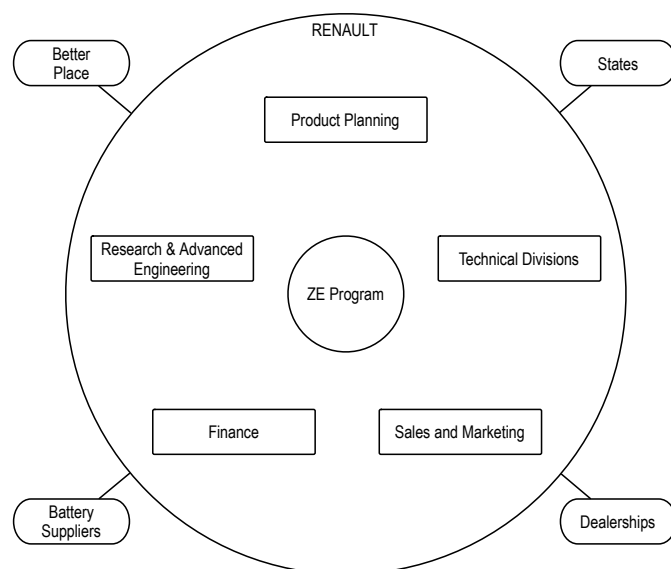 RENAULT
Better
Place
States
Product Planning
Research & Advanced
Engineering
Technical Divisions
ZE Program
Finance
Sales and Marketing
Battery
Suppliers
Dealerships